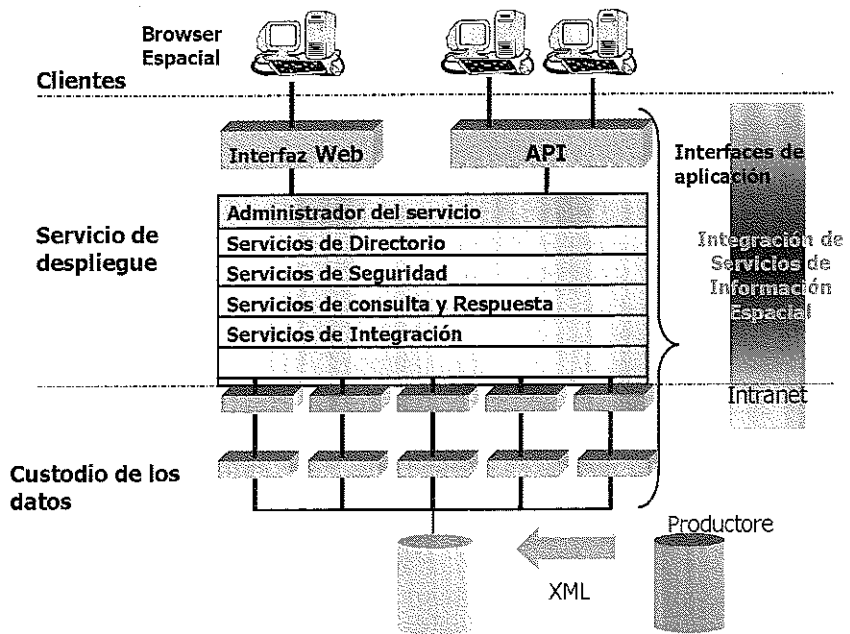 Browser
Espacial
Clientes
Interfaz Web
API
Interfaces de
aplicación
Servicio de
despliegue
Administrador del servicio
Servicios de Directorio
Servicios de Seguridad
Servicios de consulta y Respuesta
Servicios de Integración
Integración de
Servicios de
Información
Espacial
Intranet
Custodio de los
datos
Productore
XML